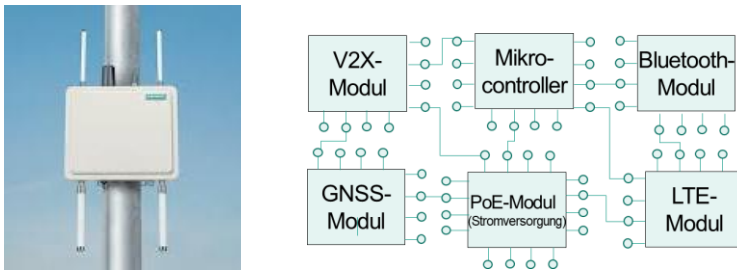 V2X-
Modul
Mikro-
controller
Bluetooth-
Modul
GNSS-
Modul
PoE-Modul
(Stromversorgung)
LTE-
Modul